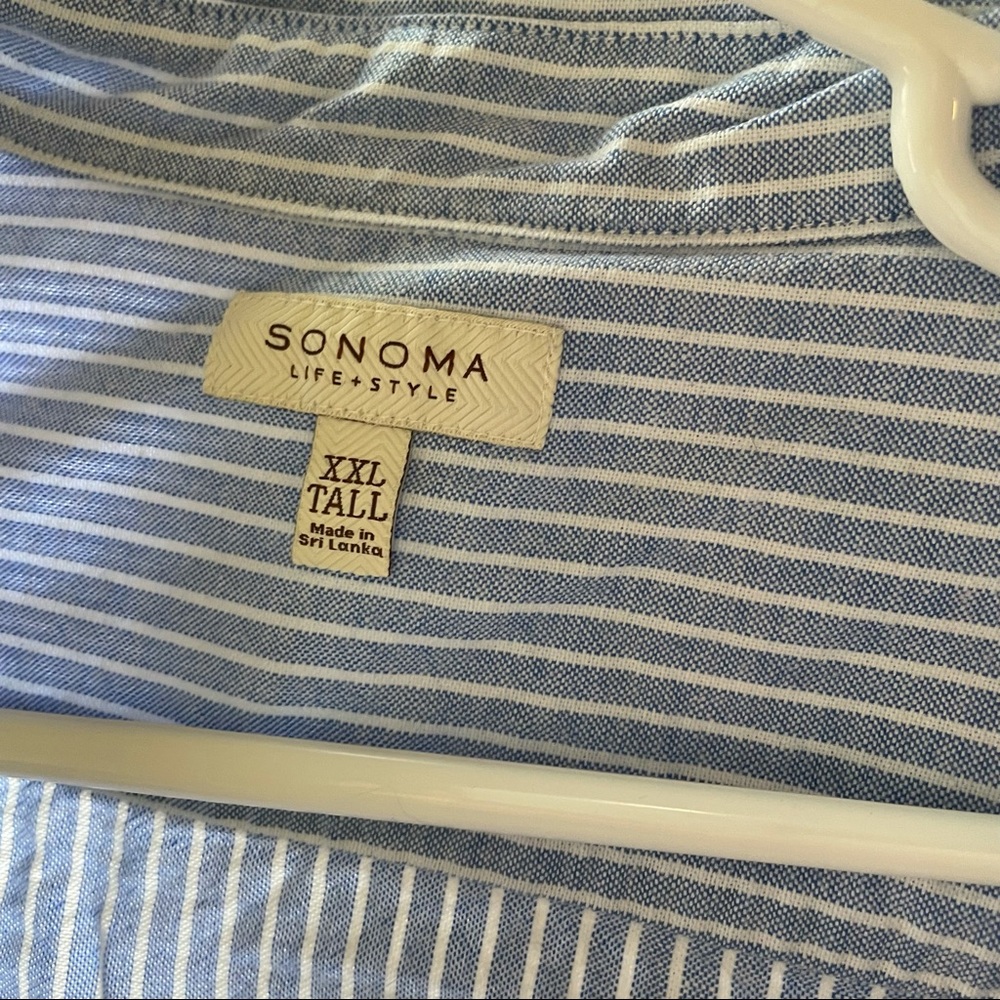 SONOMA
LIFE+STYLE
XXL
TALL
Made in
Sri Lanka